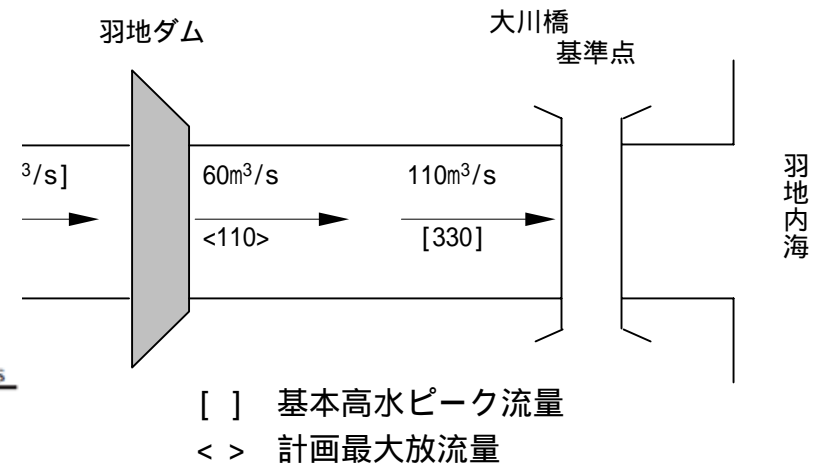 羽地ダム
大川橋
基準点
³/s]
60m³/s
110m³/s
<110>
[330]
羽地内海
[ ] 基本高水ピーク流量
< > 計画最大放流量